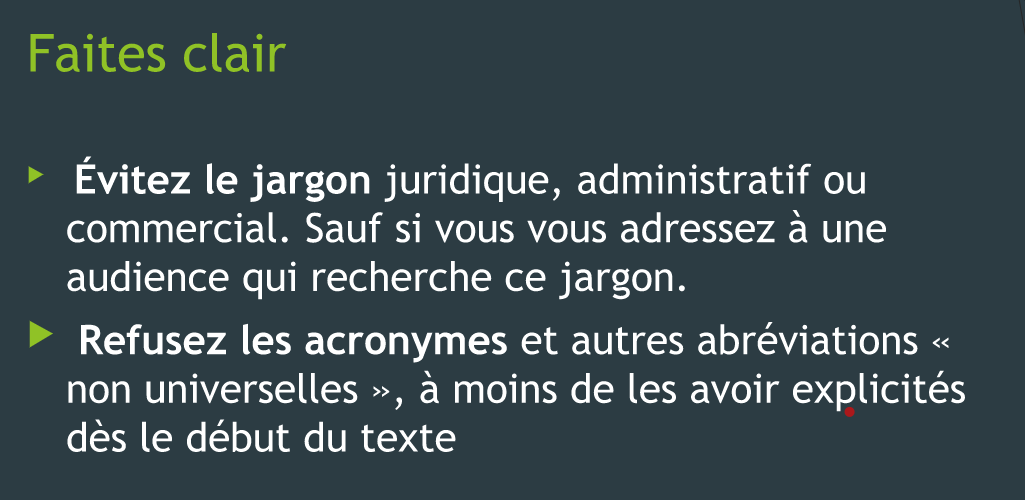 Faites clair
Évitez le jargon juridique, administratif ou
commercial. Sauf si vous vous adressez à une
audience qui recherche ce jargon.
Refusez les acronymes et autres abréviations «
non universelles », à moins de les avoir explicités
dès le début du texte